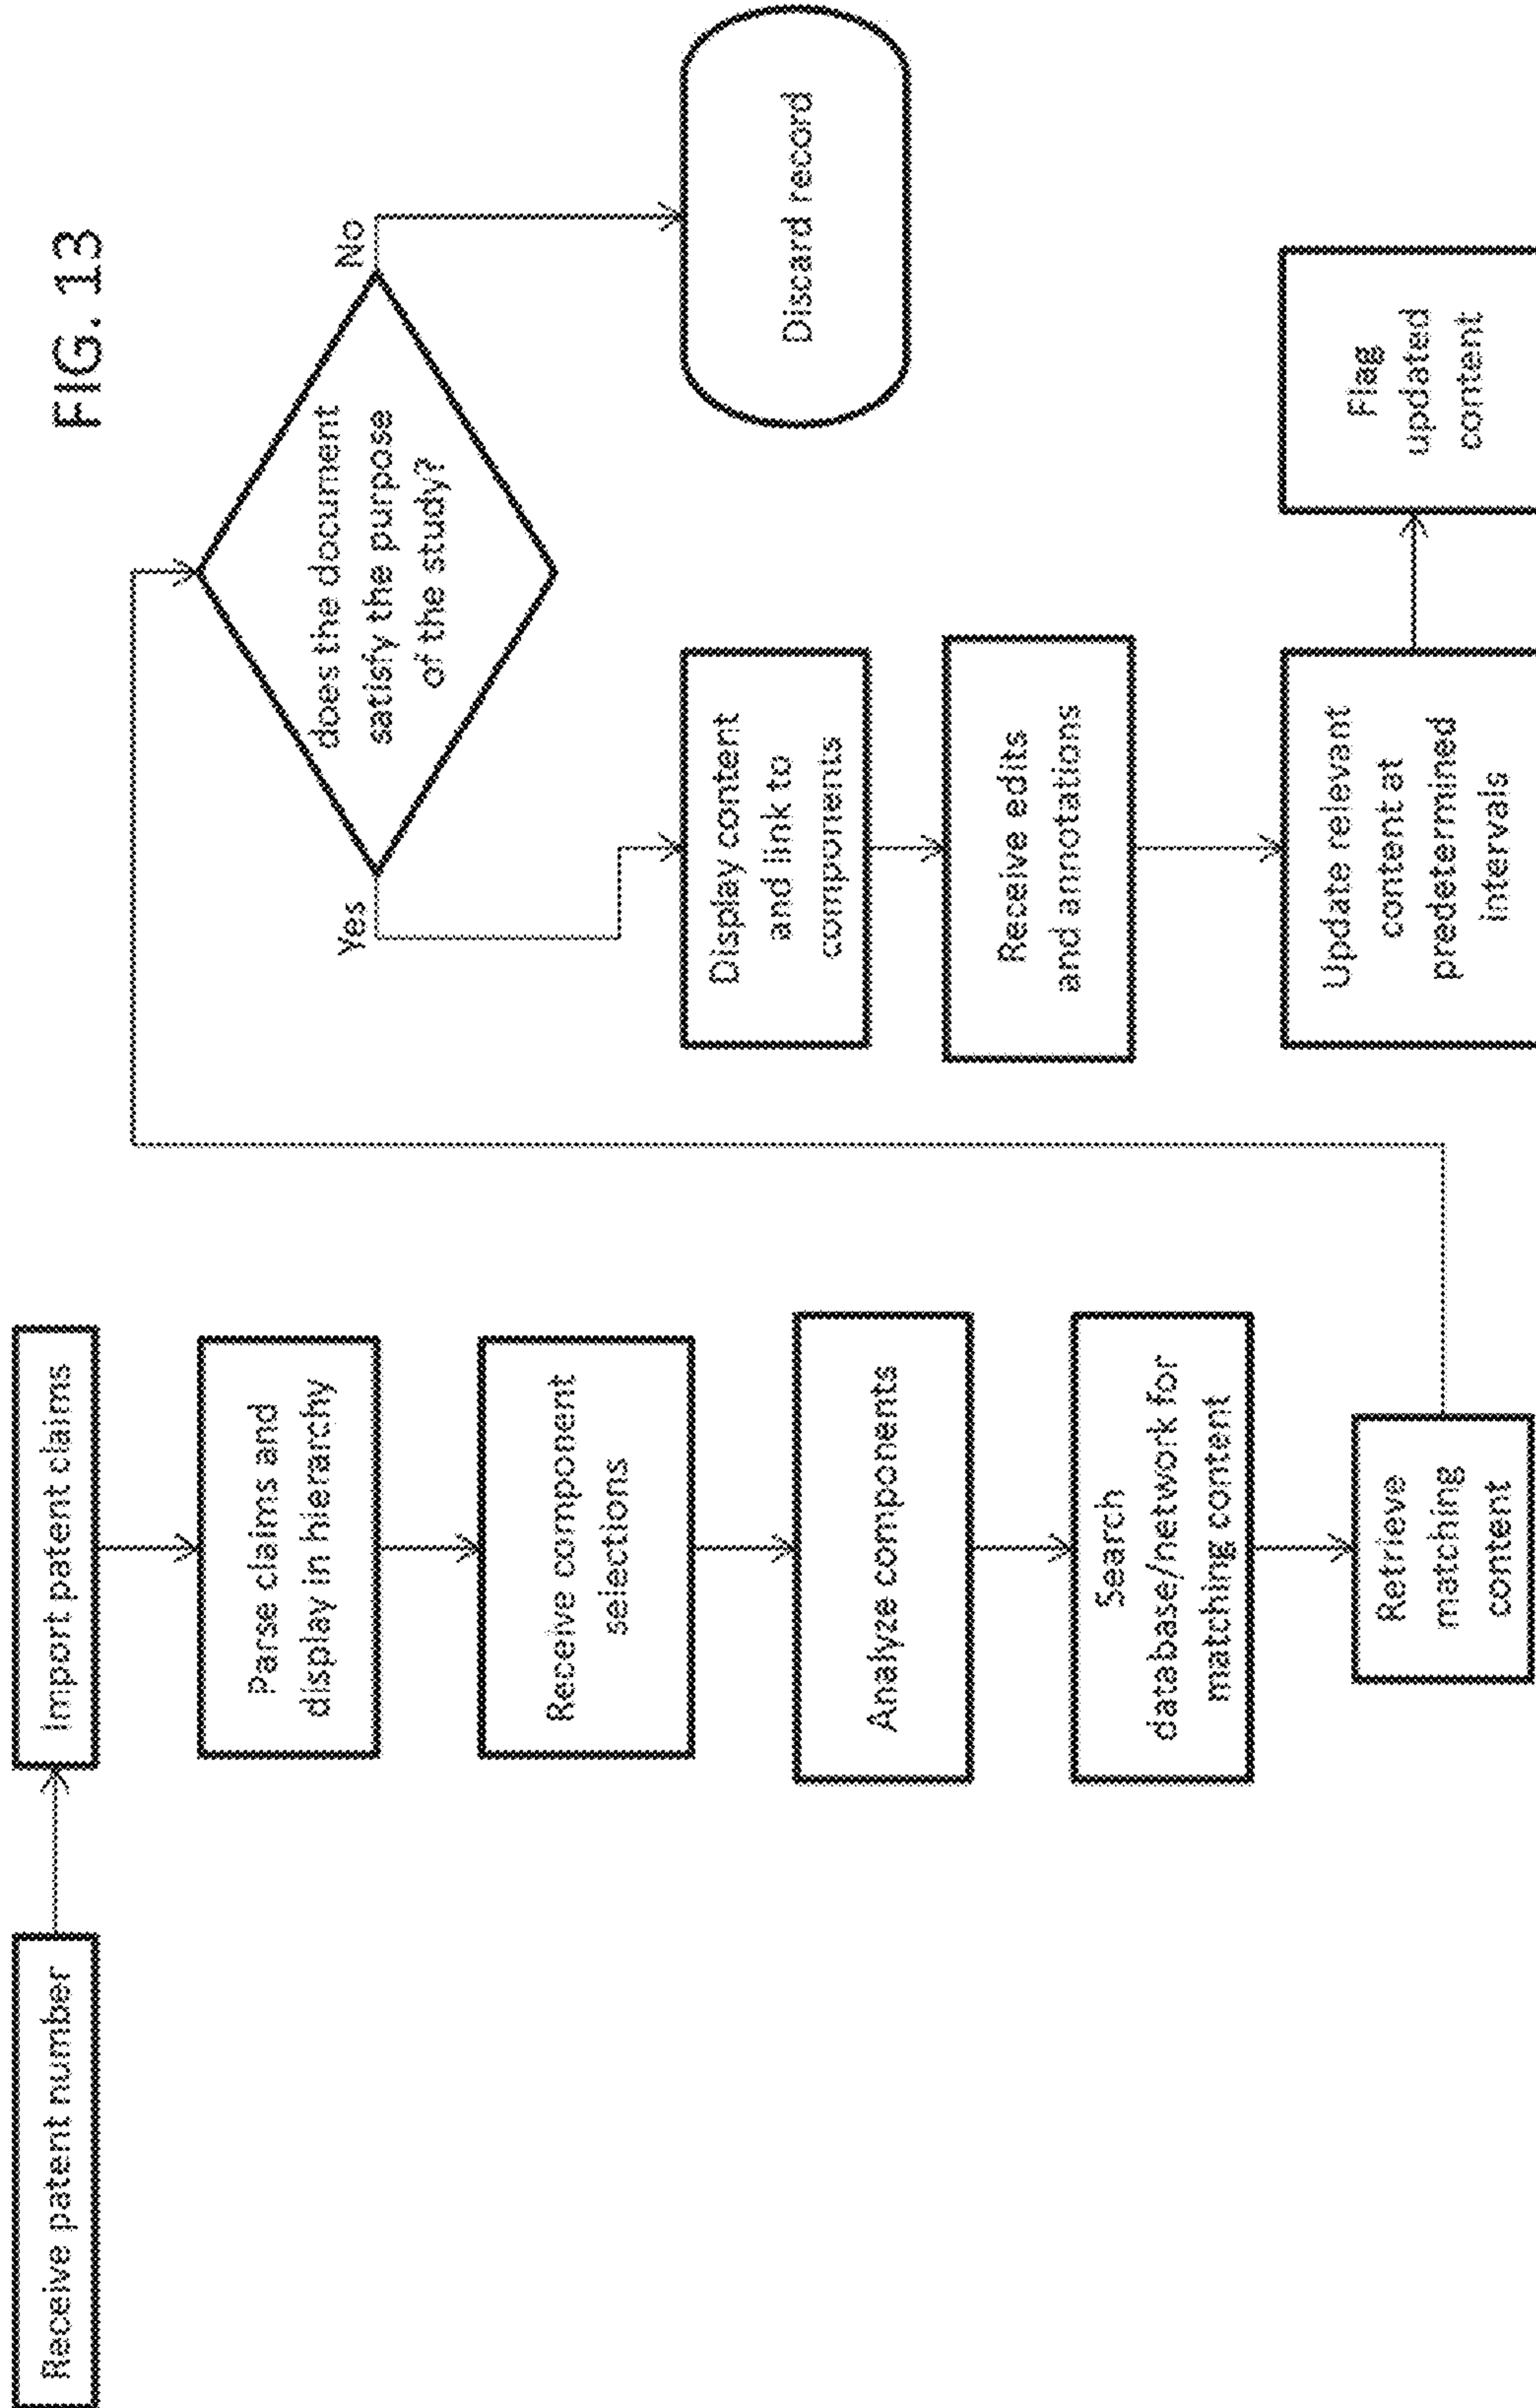 FIG. 13
Receive patent number
Import patent claims
Parse claims and
display in hierarchy
Receive component
selections
Analyze components
Search
database/network for
matching content
Retrieve
matching
content
does the document
satisfy the purpose
of the study?
Yes
No
Display content
and link to
components
Receive edits
and annotations
Update relevant
content at
predetermined
intervals
Flag
updated
content
Discard record